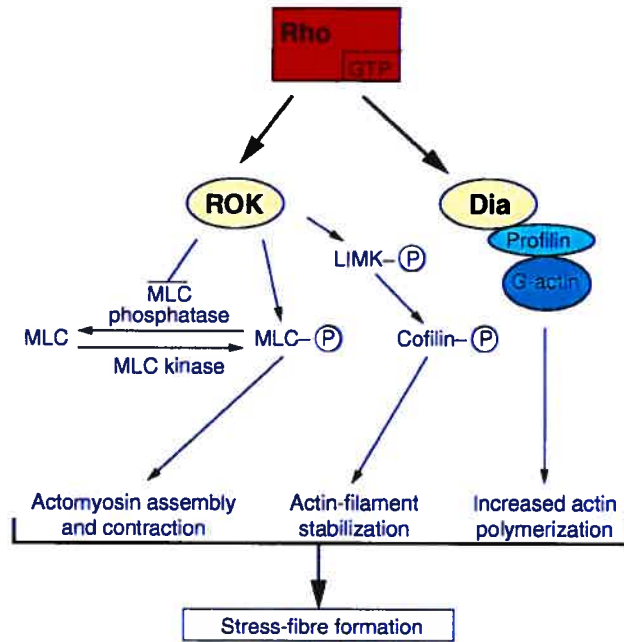 Rho
GTP
ROK
Dia
Profilin
G-actin
LIMK–P
MLC
phosphatase
MLC
MLC–P
Cofilin–P
MLC kinase
Actomyosin assembly
and contraction
Actin-filament
stabilization
Increased actin
polymerization
Stress-fibre formation